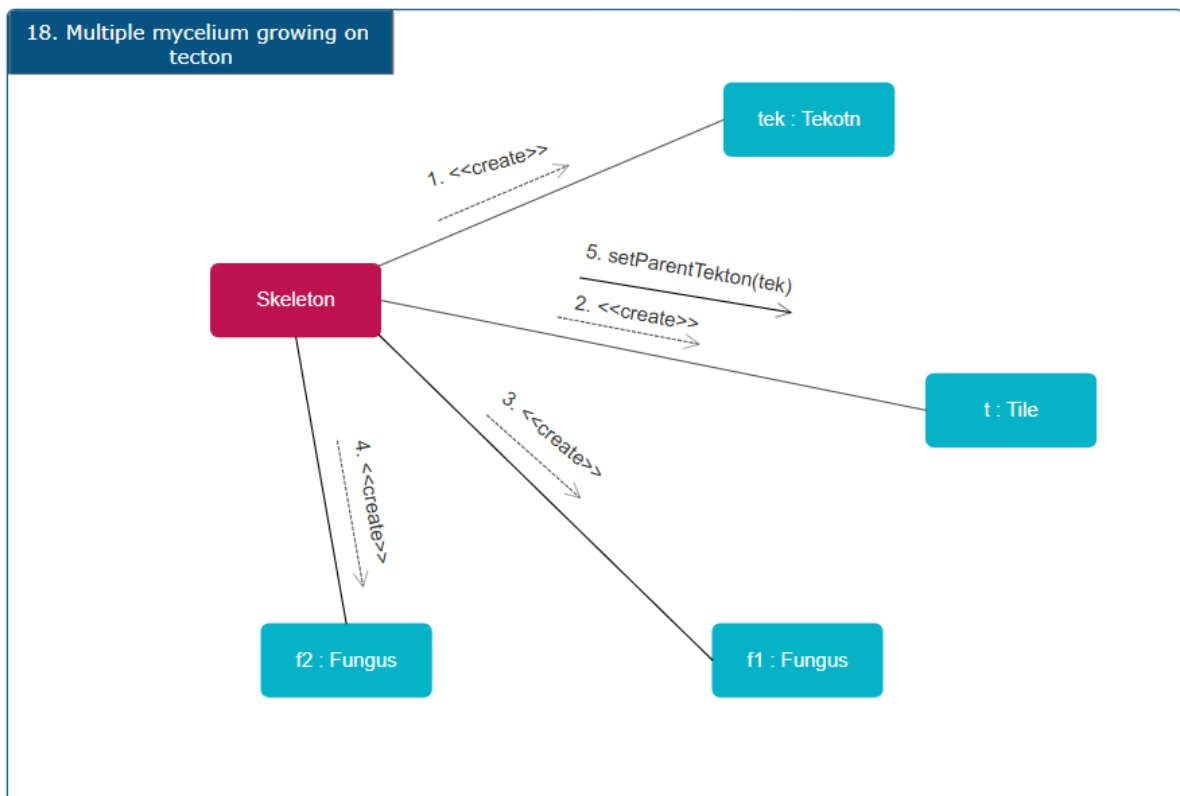 18. Multiple mycelium growing on
tecton
tek : Tekotn
1. <<create>>
5. setParentTekton(tek)
Skeleton
2. <<create>>
t : Tile
3. <<create>>
4. <<create>>
f2 : Fungus
f1 : Fungus